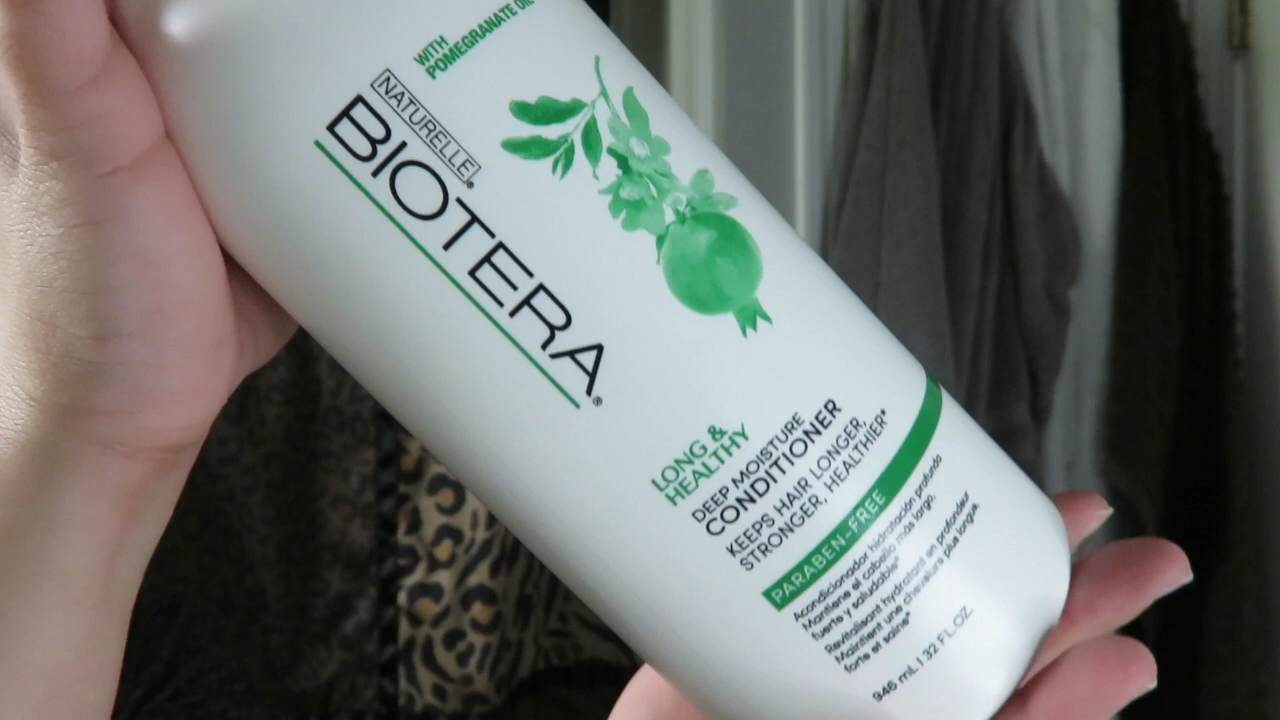 WITH
POMEGRANATE OIL
NATURELLE®
BIOTERA®
LONG &
HEALTHY
DEEP MOISTURE
CONDITIONER
KEEPS HAIR LONGER,
STRONGER, HEALTHIER*
PARABEN-FREE
Acondicionador hidratación profunda
Mantiene el cabello más largo,
fuerte y saludable*
Revitalisant hydratant en profondeur
Maintient une chevelure plus longue,
forte et saine*
946 mL | 32 FL.OZ